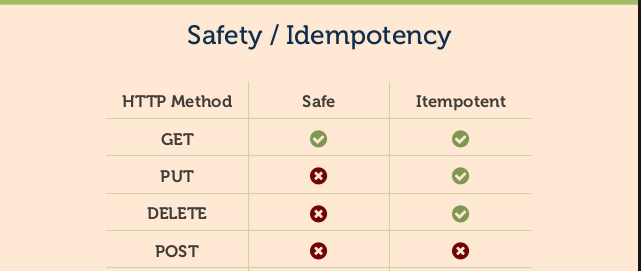 Safety / Idempotency
HTTP Method Safe Itempotent
GET
PUT
DELETE
POST